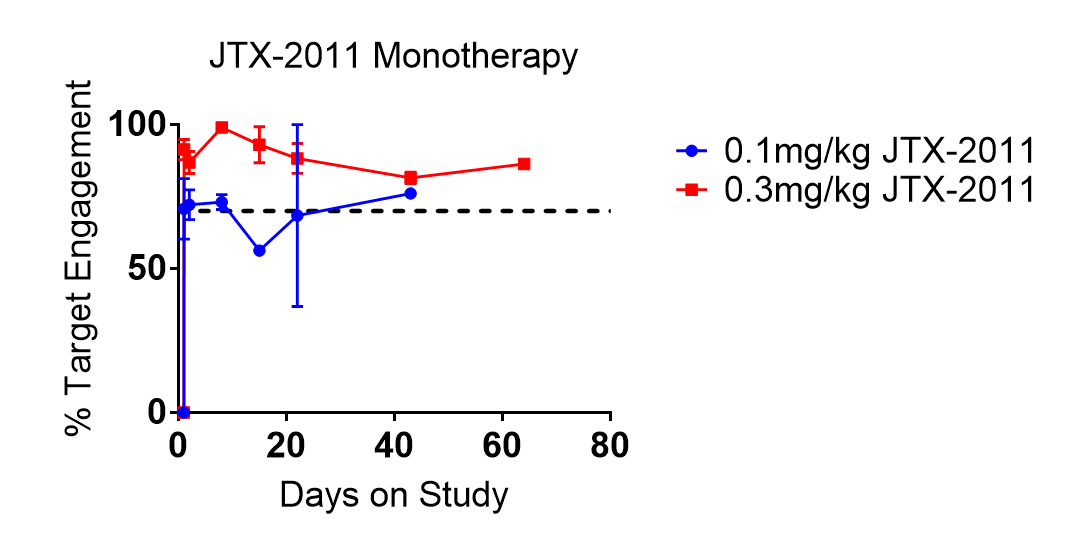 JTX-2011 Monotherapy
% Target Engagement
100
50
0
0 20 40 60 80
Days on Study
0.1mg/kg JTX-2011
0.3mg/kg JTX-2011